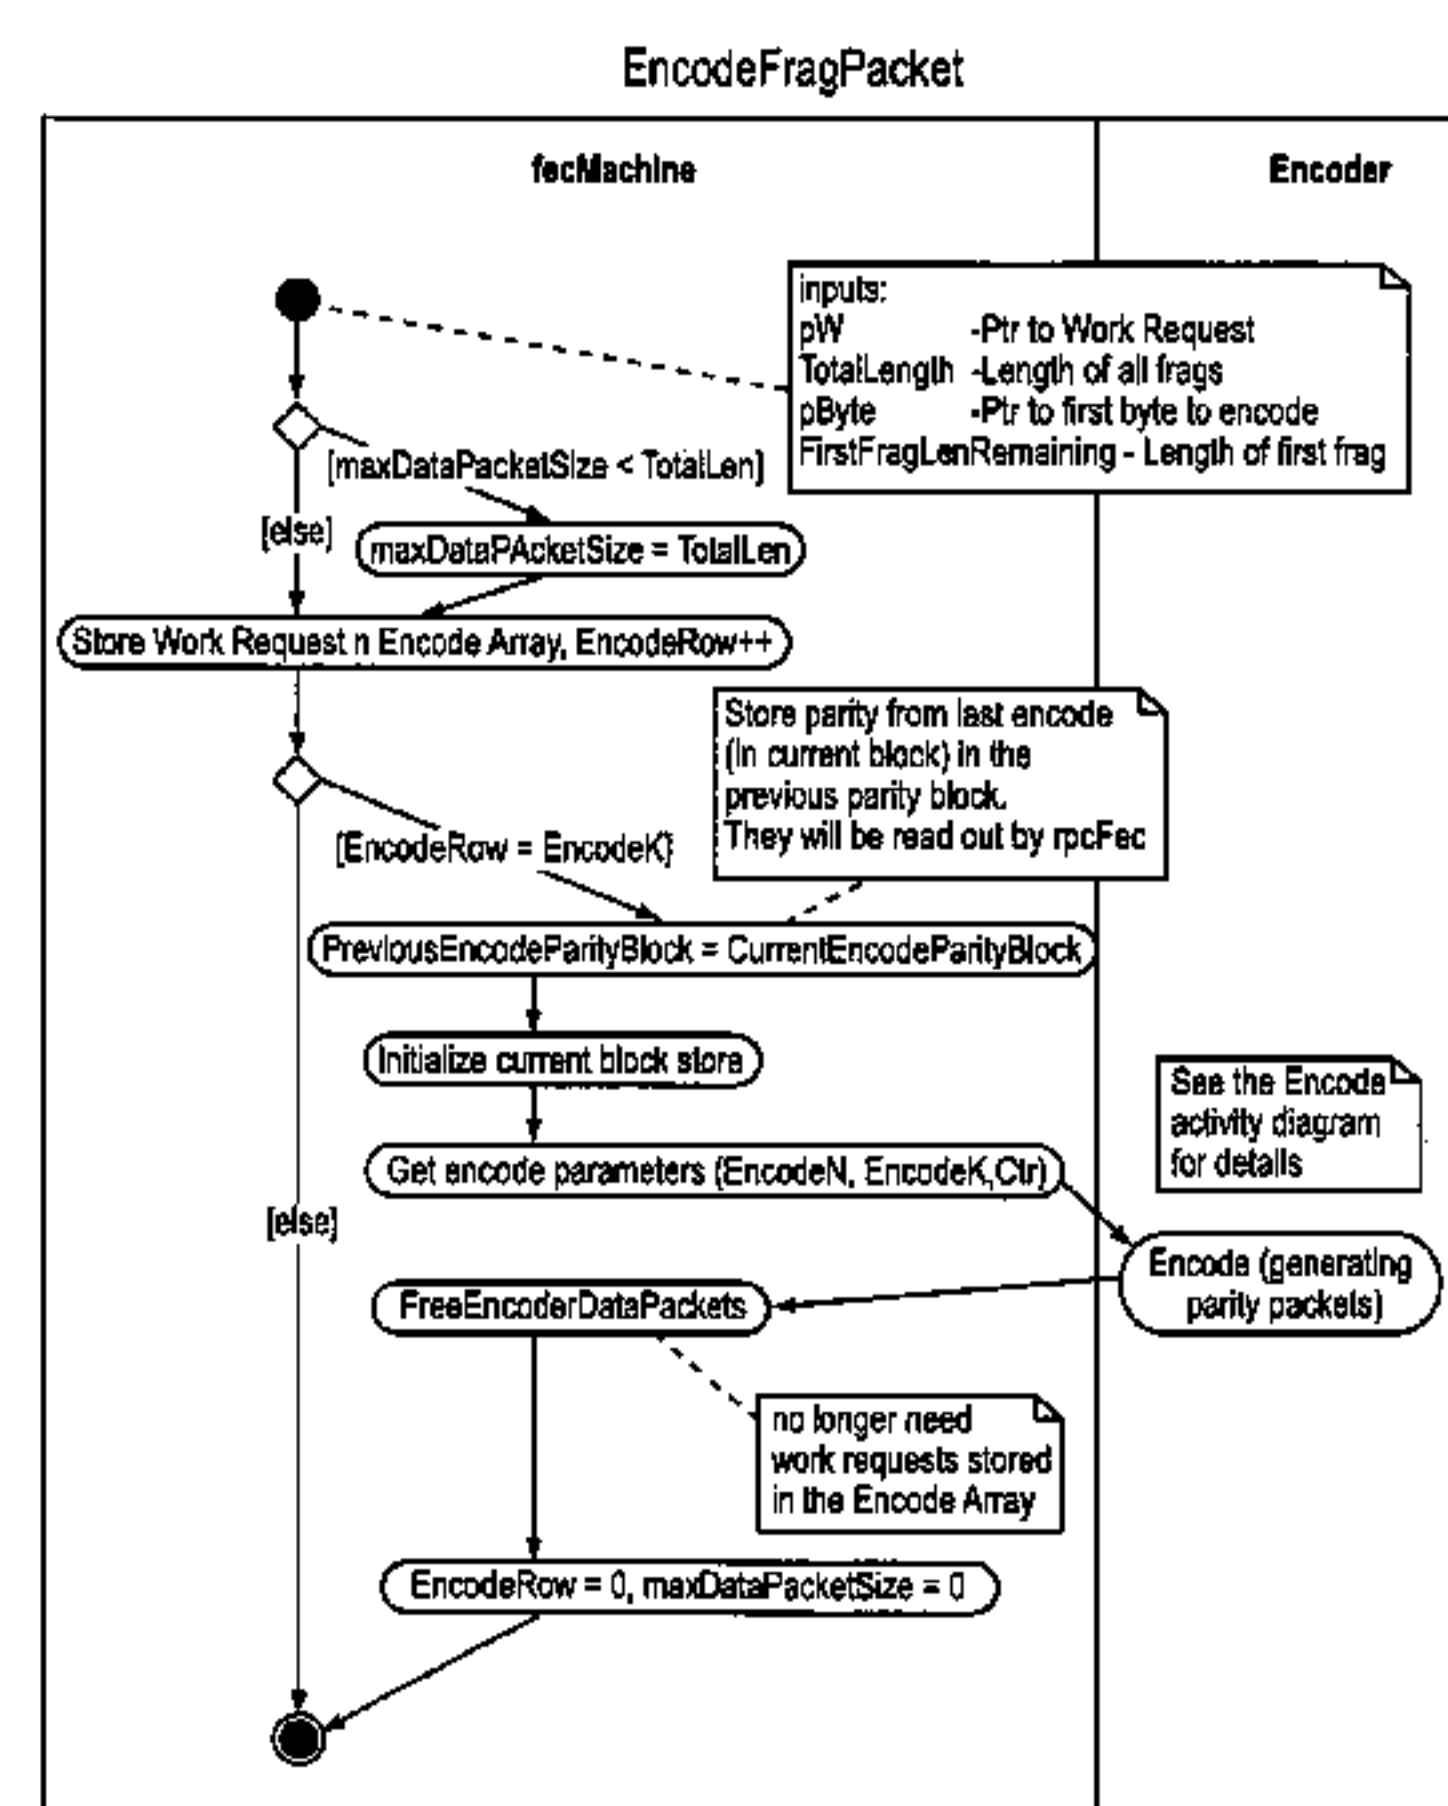 EncodeFragPacket
fecMachine
Encoder
inputs:
pW -Ptr to Work Request
TotalLength -Length of all frags
pByte -Ptr to first byte to encode
FirstFragLenRemaining - Length of first frag
[maxDataPacketSize < TotalLen]
[else]
maxDataPAcketSize = TotalLen
Store Work Request n Encode Array, EncodeRow++
Store parity from last encode
(in current block) in the
previous parity block.
They will be read out by rpcFec
[EncodeRow = EncodeK]
PreviousEncodeParityBlock = CurrentEncodeParityBlock
Initialize current block store
See the Encode
activity diagram
for details
Get encode parameters (EncodeN, EncodeK,Ctr)
[else]
Encode (generating
parity packets)
FreeEncoderDataPackets
no longer need
work requests stored
in the Encode Array
EncodeRow = 0, maxDataPacketSize = 0